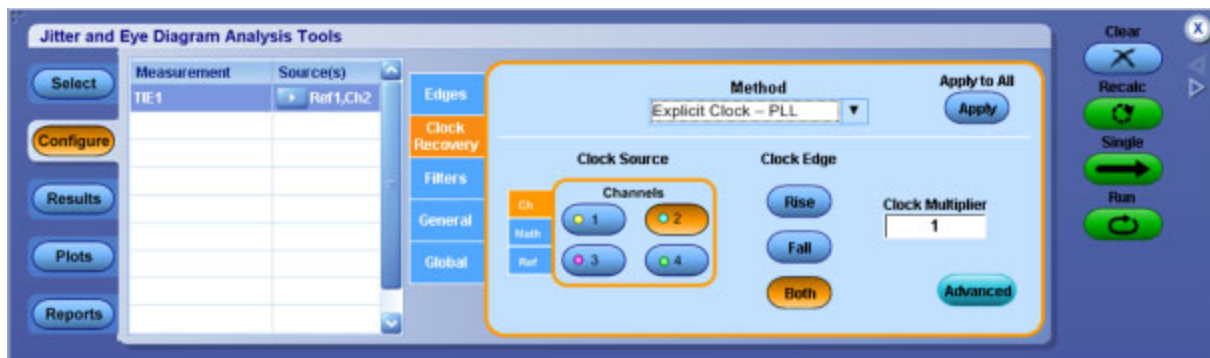 Jitter and Eye Diagram Analysis Tools
Select
Configure
Results
Plots
Reports
Measurement Source(s)
TIE1 Ref1,Ch2
Edges
Clock
Recovery
Filters
General
Global
Method
Explicit Clock – PLL
Apply to All
Apply
Clock Source
Ch
Math
Ref
Channels
1
2
3
4
Clock Edge
Rise
Fall
Both
Clock Multiplier
1
Advanced
Clear
Recalc
Single
Run
X